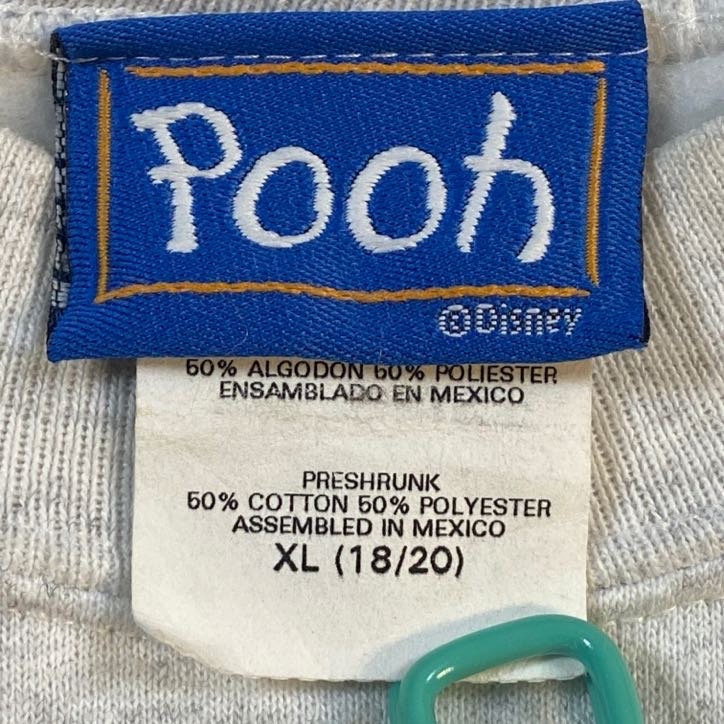 Pooh
©Disney
50% ALGODON 50% POLIESTER
ENSAMBLADO EN MEXICO
PRESHRUNK
50% COTTON 50% POLYESTER
ASSEMBLED IN MEXICO
XL (18/20)